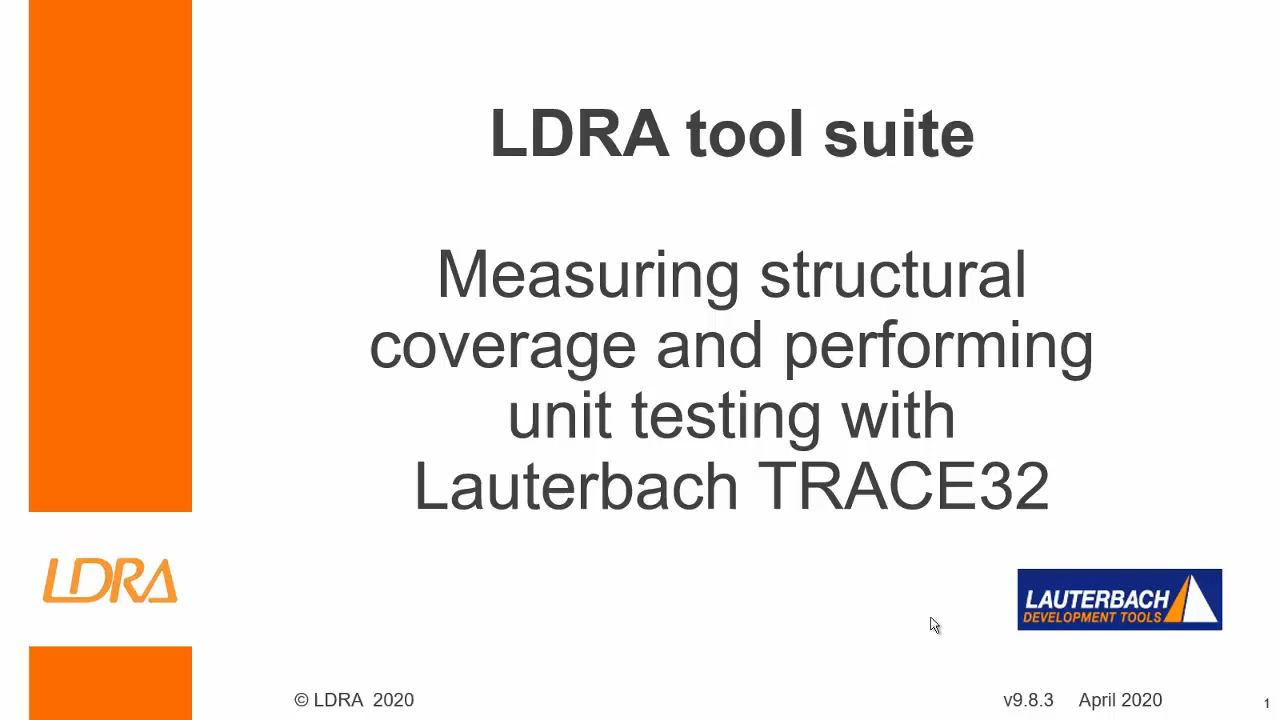 LDRA tool suite
Measuring structural
coverage and performing
unit testing with
Lauterbach TRACE32
LDRA
LAUTERBACH
DEVELOPMENT TOOLS
© LDRA 2020
v9.8.3 April 2020
1